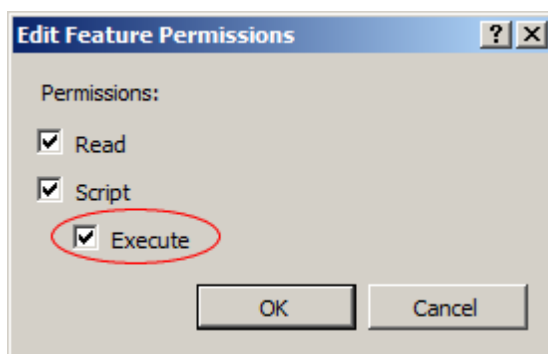 Edit Feature Permissions
Permissions:
Read
Script
Execute
OK Cancel